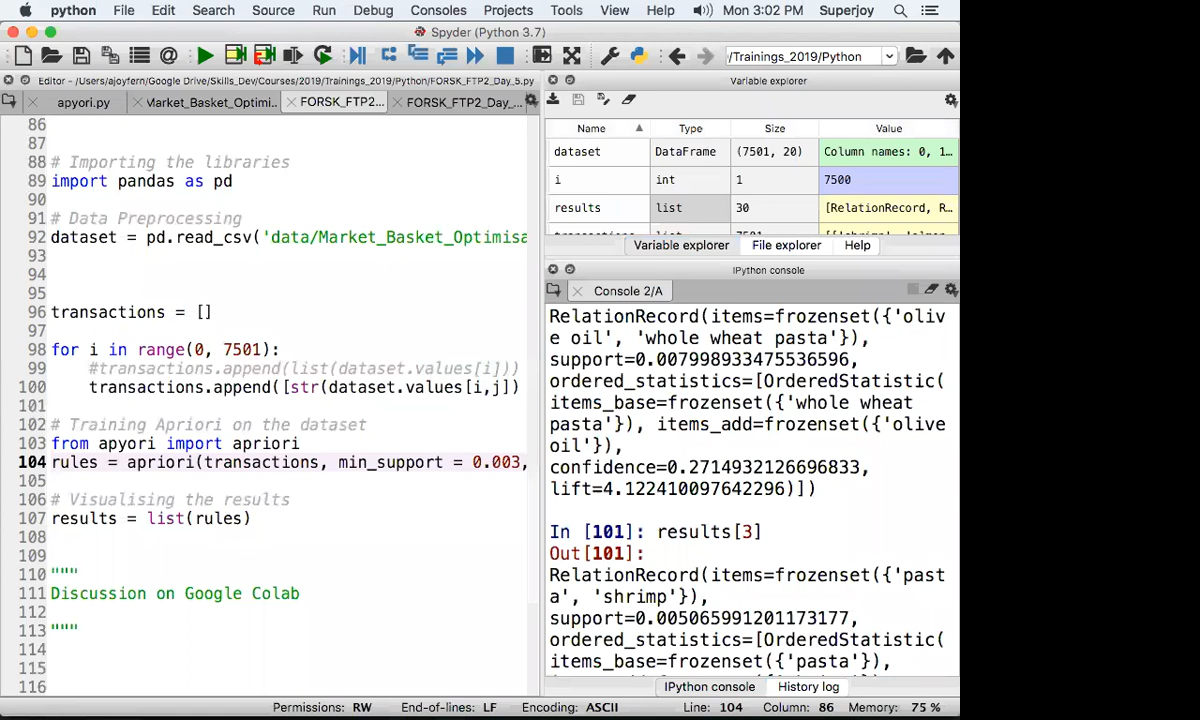 python File Edit Search Source Run Debug Consoles Projects Tools View Help Mon 3:02 PM Superjoy
Spyder (Python 3.7)
/Trainings_2019/Python
Editor - /Users/ajoyfern/Google Drive/Skills_Dev/Courses/2019/Trainings_2019/Python/FORSK_FTP2_Day_5.py
apyori.py Market_Basket_Optimi... FORSK_FTP2... FORSK_FTP2_Day_...
86
87
88 # Importing the libraries
89 import pandas as pd
90
91 # Data Preprocessing
92 dataset = pd.read_csv('data/Market_Basket_Optimisa
93
94
95
96 transactions = []
97
98 for i in range(0, 7501):
99 #transactions.append(list(dataset.values[i]))
100 transactions.append([str(dataset.values[i,j])
101
102 # Training Apriori on the dataset
103 from apyori import apriori
104 rules = apriori(transactions, min_support = 0.003,
105
106 # Visualising the results
107 results = list(rules)
108
109
110 """
111 Discussion on Google Colab
112
113 """
114
115
116
Variable explorer
Name Type Size Value
dataset DataFrame (7501, 20) Column names: 0, 1...
i int 1 7500
results list 30 [RelationRecord, R...
Variable explorer File explorer Help
IPython console
Console 2/A
RelationRecord(items=frozenset({'oliv
e oil', 'whole wheat pasta'}),
support=0.007998933475536596,
ordered_statistics=[OrderedStatistic(
items_base=frozenset({'whole wheat
pasta'}), items_add=frozenset({'olive
oil'}),
confidence=0.2714932126696833,
lift=4.122410097642296)])
In [101]: results[3]
Out[101]:
RelationRecord(items=frozenset({'past
a', 'shrimp'}),
support=0.005065991201173177,
ordered_statistics=[OrderedStatistic(
items_base=frozenset({'pasta'}),
IPython console History log
Permissions: RW End-of-lines: LF Encoding: ASCII Line: 104 Column: 86 Memory: 75 %